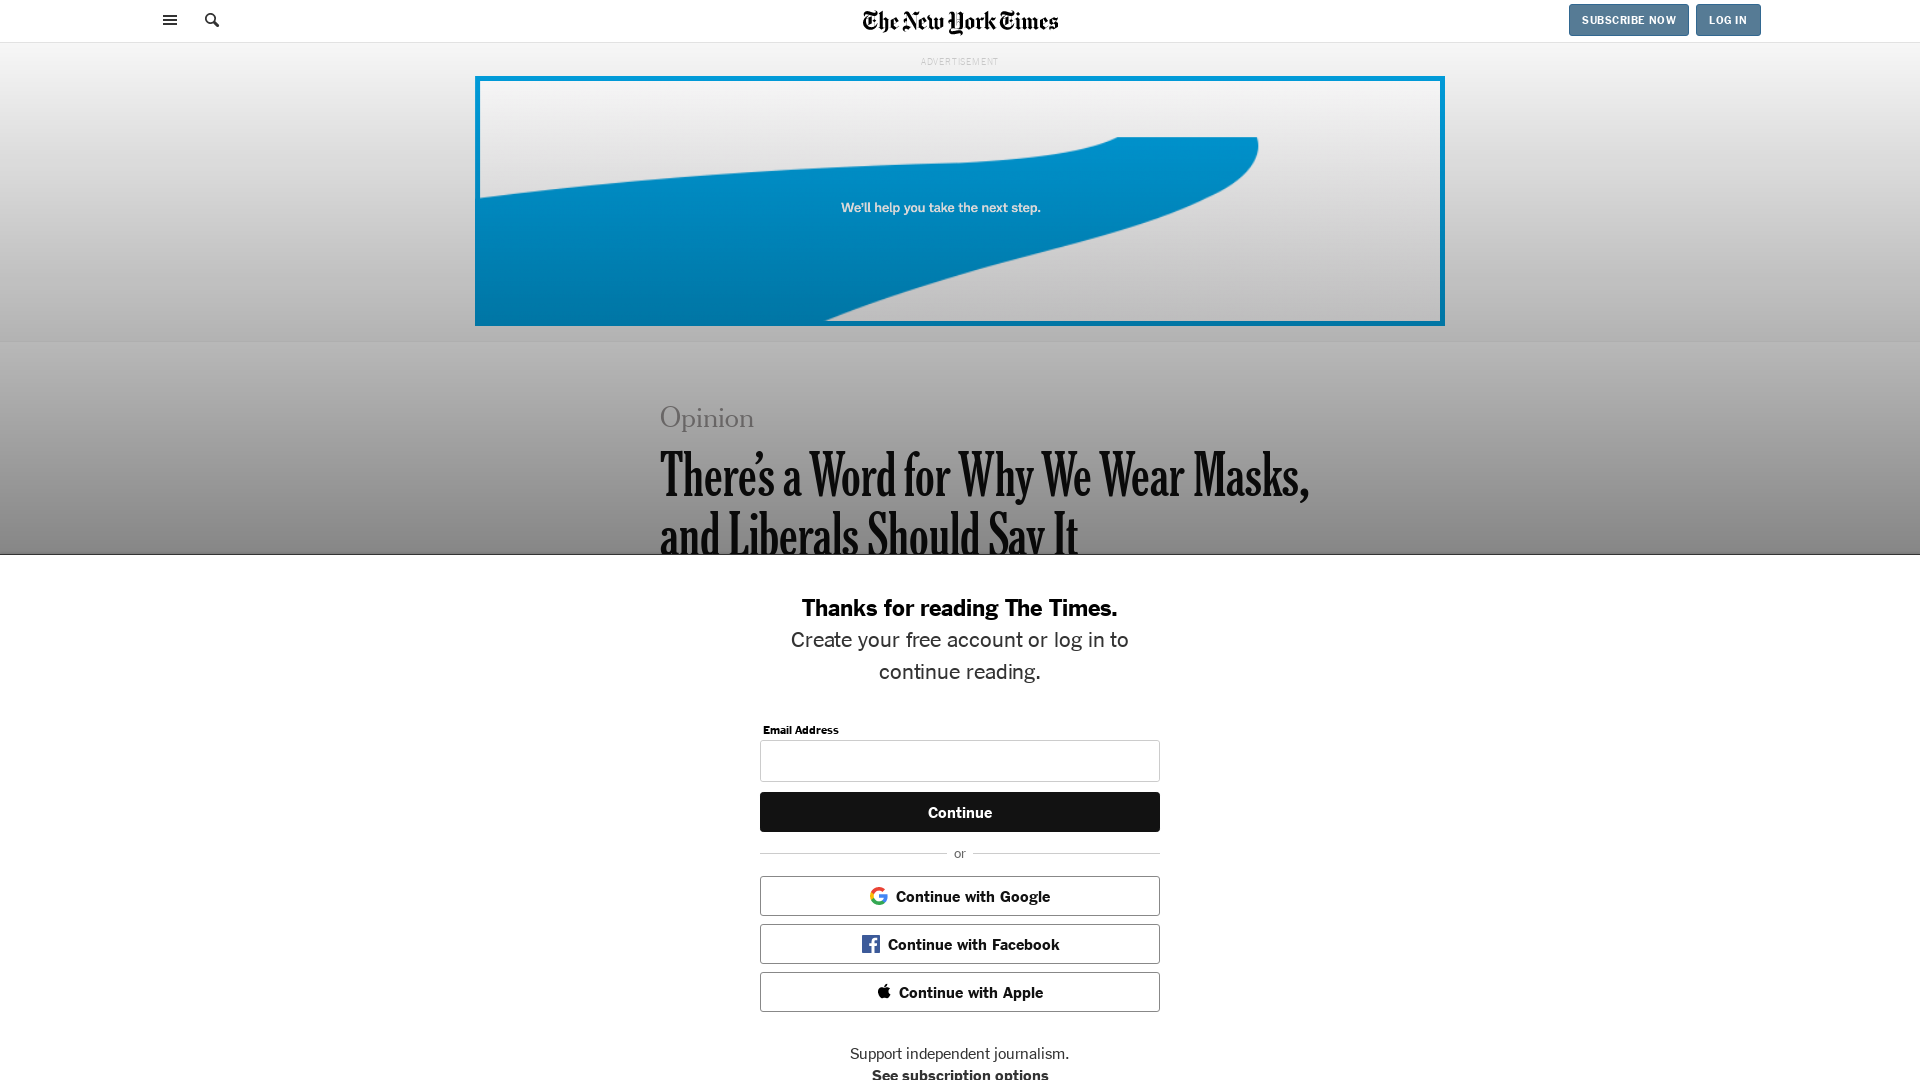 The New York Times
SUBSCRIBE NOW
LOG IN
ADVERTISEMENT
We'll help you take the next step.
Opinion
There's a Word for Why We Wear Masks,
and Liberals Should Say It
Thanks for reading The Times.
Create your free account or log in to
continue reading.
Email Address
Continue
or
Continue with Google
Continue with Facebook
Continue with Apple
Support independent journalism.
See subscription options